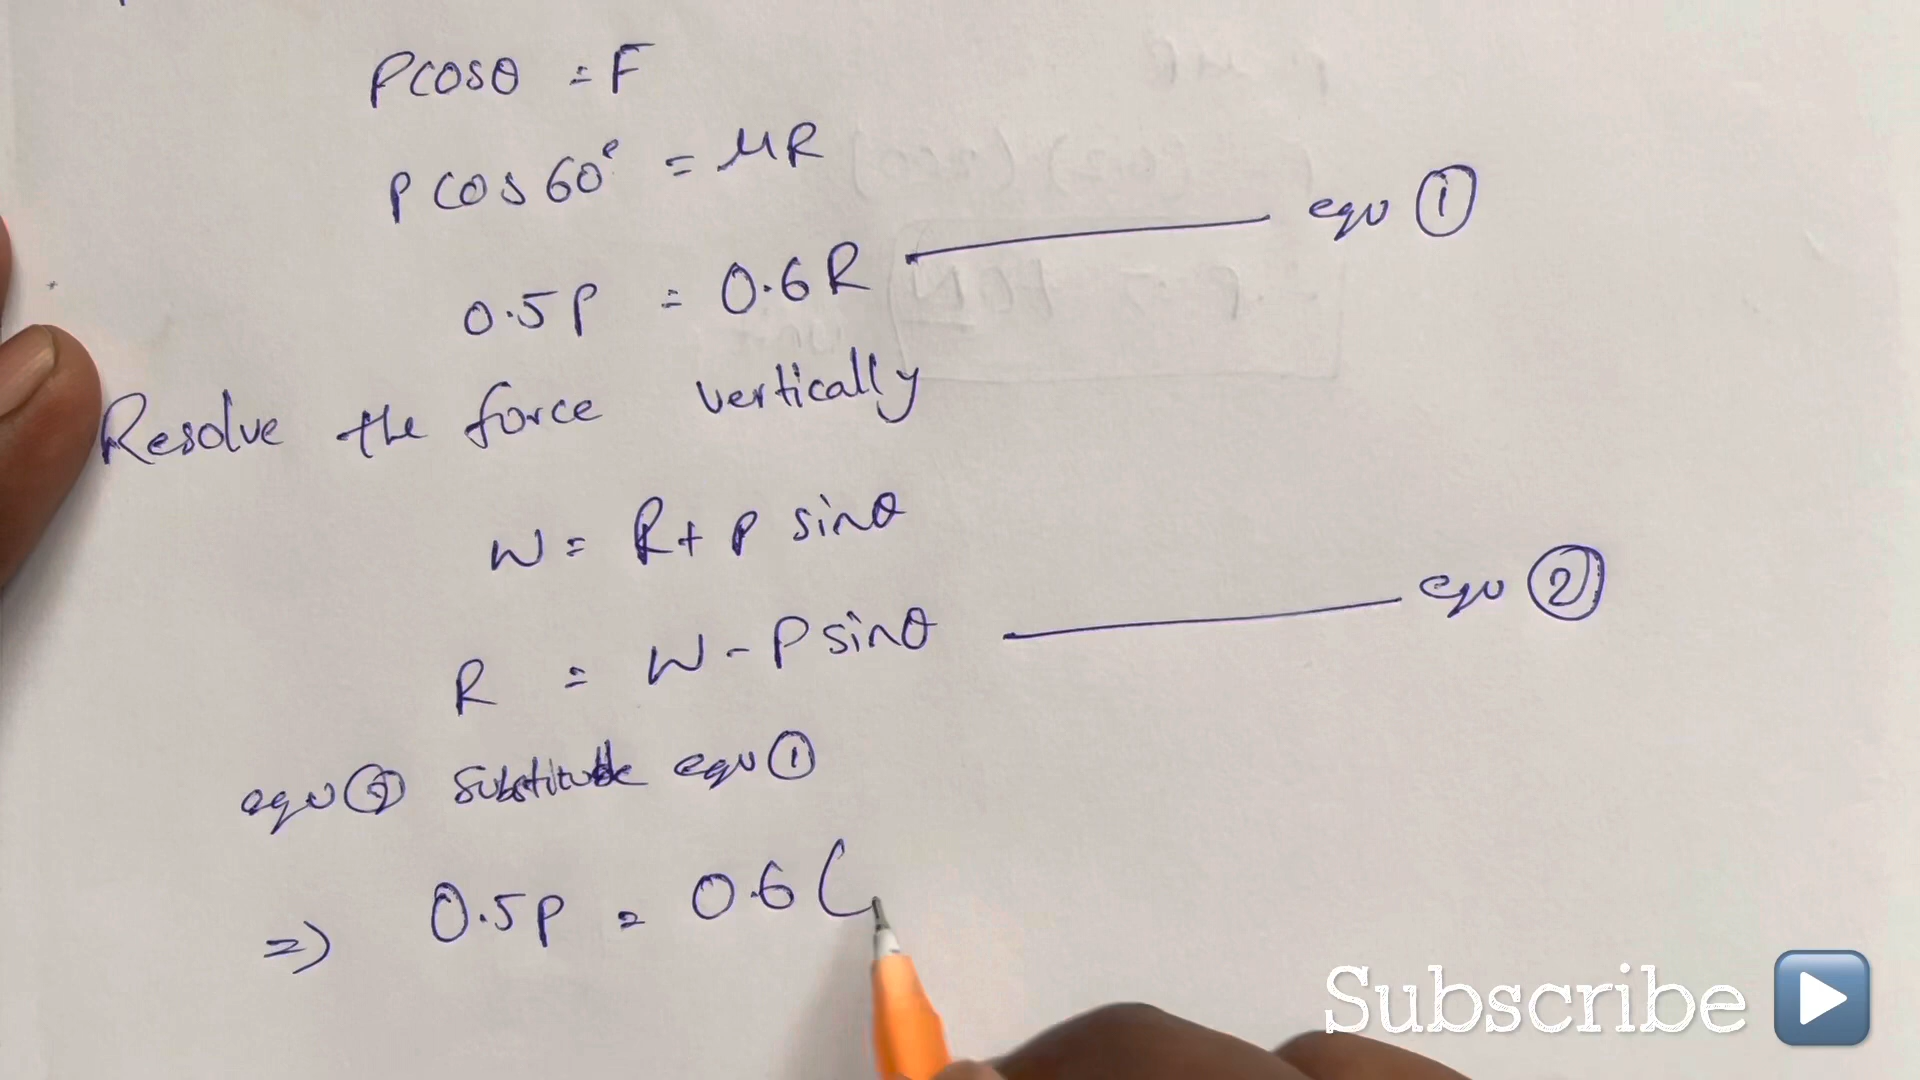 Pcosθ = F
P cos 60° = μR
0.5P = 0.6R equ ①
Resolve the force vertically
W = R + P sinθ
R = W - P sinθ equ ②
equ ② substitute equ ①
=> 0.5P = 0.6 (
Subscribe